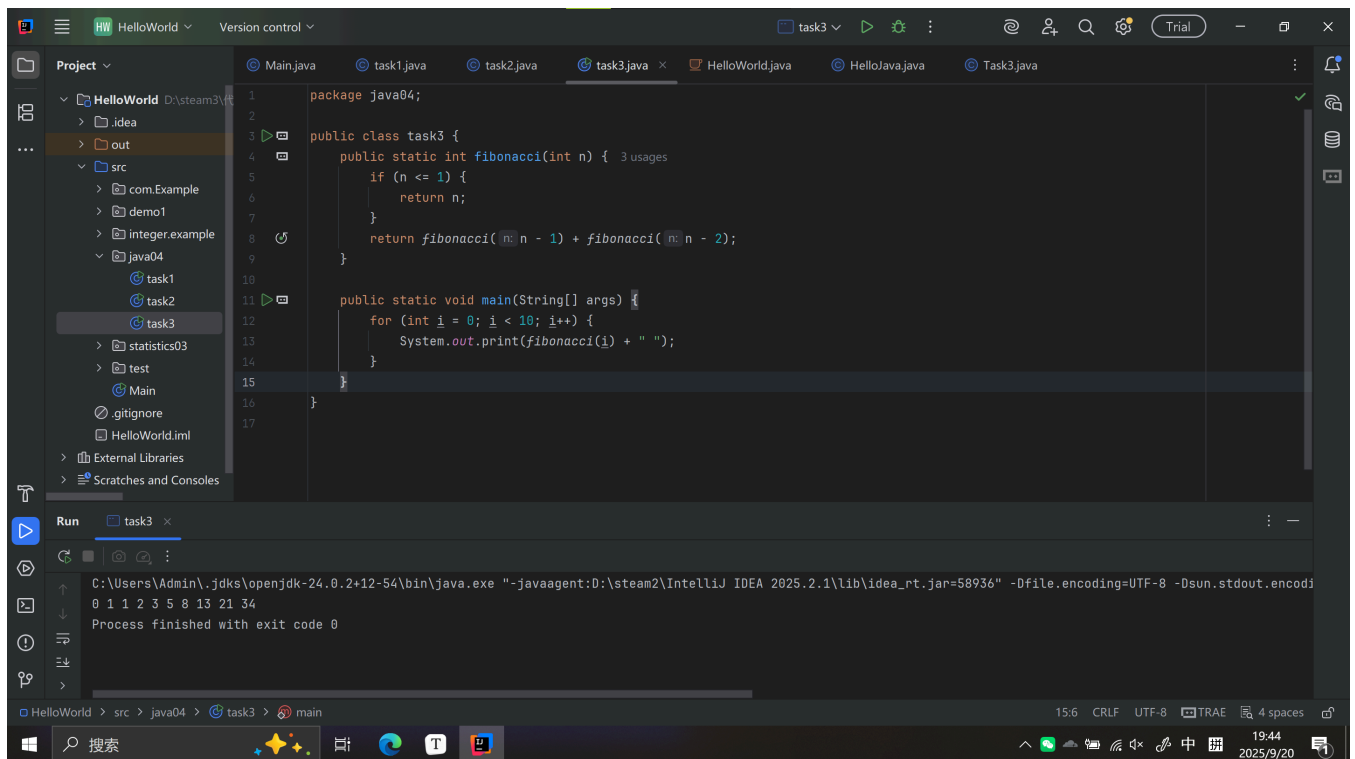 HW HelloWorld Version control task3 Trial
Project
Main.java task1.java task2.java task3.java HelloWorld.java HelloJava.java Task3.java
HelloWorld D:\steam3\代
.idea
out
src
com.Example
demo1
integer.example
java04
task1
task2
task3
statistics03
test
Main
.gitignore
HelloWorld.iml
External Libraries
Scratches and Consoles
1 package java04;
2
3 public class task3 {
4 public static int fibonacci(int n) { 3 usages
5 if (n <= 1) {
6 return n;
7 }
8 return fibonacci( n: n - 1) + fibonacci( n: n - 2);
9 }
10
11 public static void main(String[] args) {
12 for (int i = 0; i < 10; i++) {
13 System.out.print(fibonacci(i) + " ");
14 }
15 }
16 }
17
Run task3
C:\Users\Admin\.jdks\openjdk-24.0.2+12-54\bin\java.exe "-javaagent:D:\steam2\IntelliJ IDEA 2025.2.1\lib\idea_rt.jar=58936" -Dfile.encoding=UTF-8 -Dsun.stdout.encodi
0 1 1 2 3 5 8 13 21 34
Process finished with exit code 0
HelloWorld > src > java04 > task3 > main 15:6 CRLF UTF-8 TRAE 4 spaces
搜索 T 中 拼 19:44
2025/9/20 1